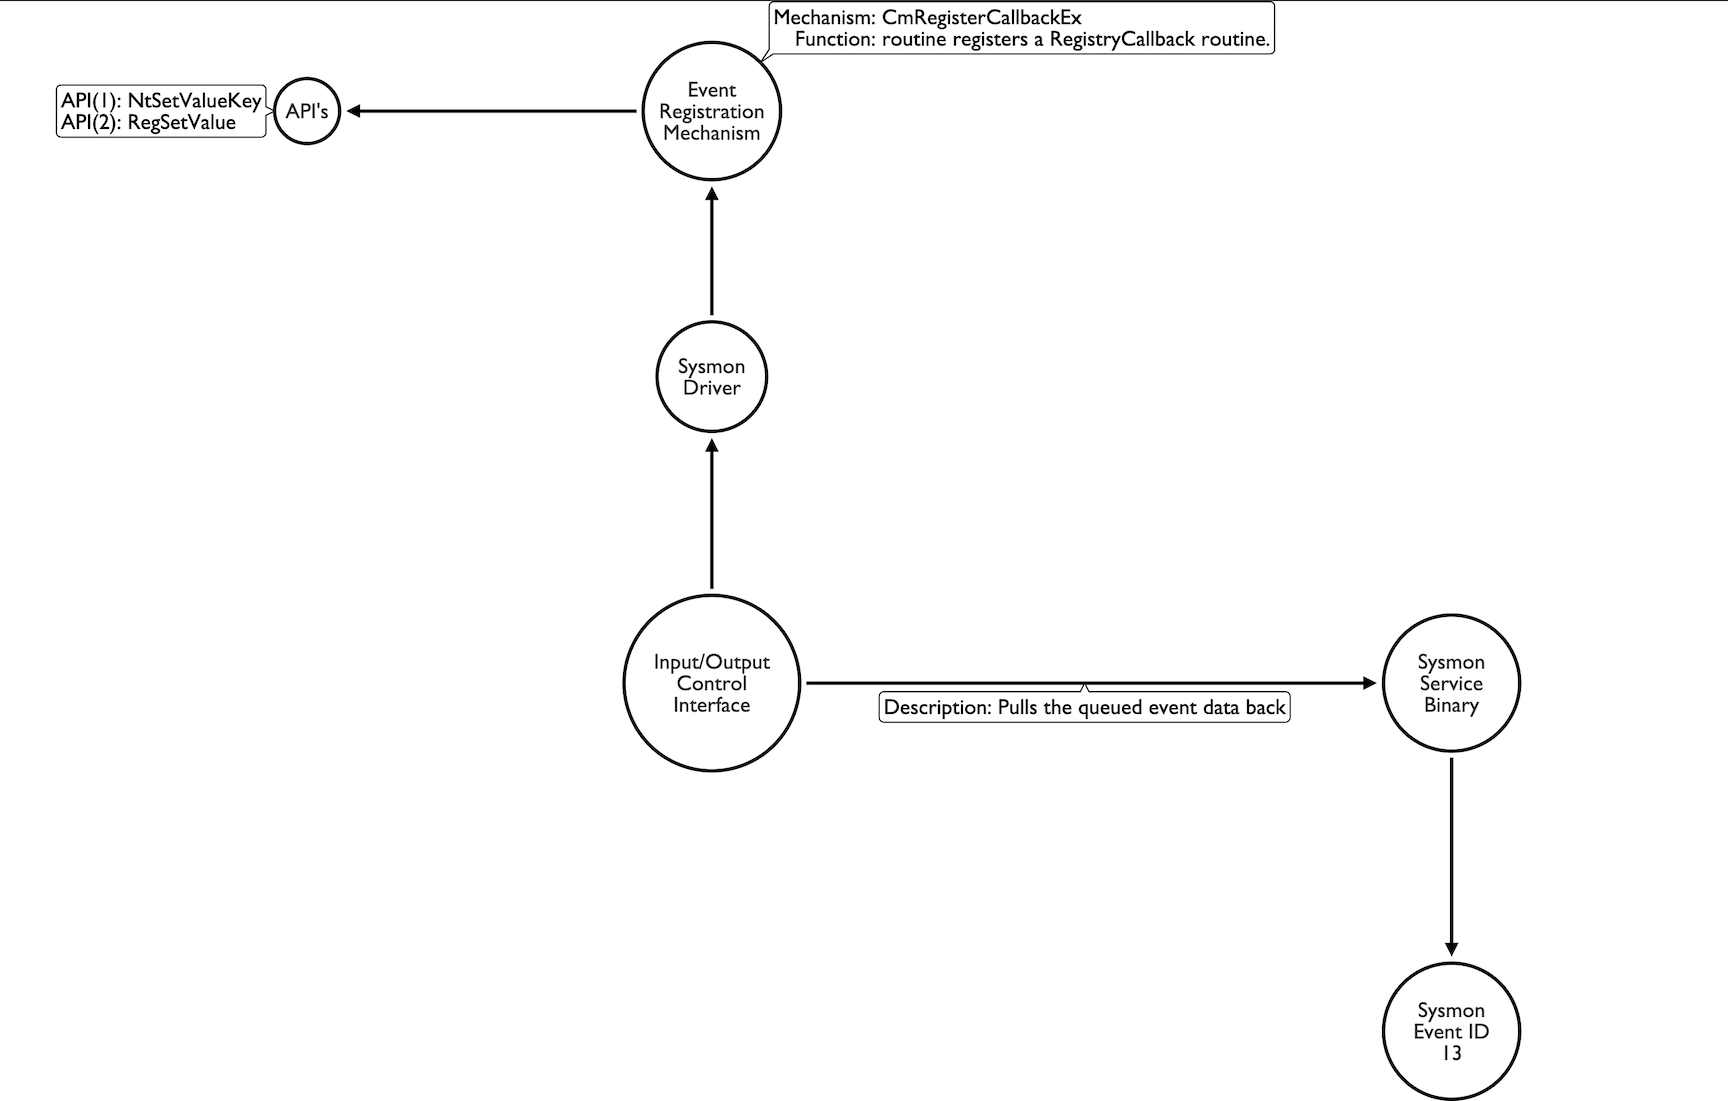 Mechanism: CmRegisterCallbackEx
Function: routine registers a RegistryCallback routine.
Event
Registration
Mechanism
API(1): NtSetValueKey
API(2): RegSetValue
API's
Sysmon
Driver
Input/Output
Control
Interface
Description: Pulls the queued event data back
Sysmon
Service
Binary
Sysmon
Event ID
13